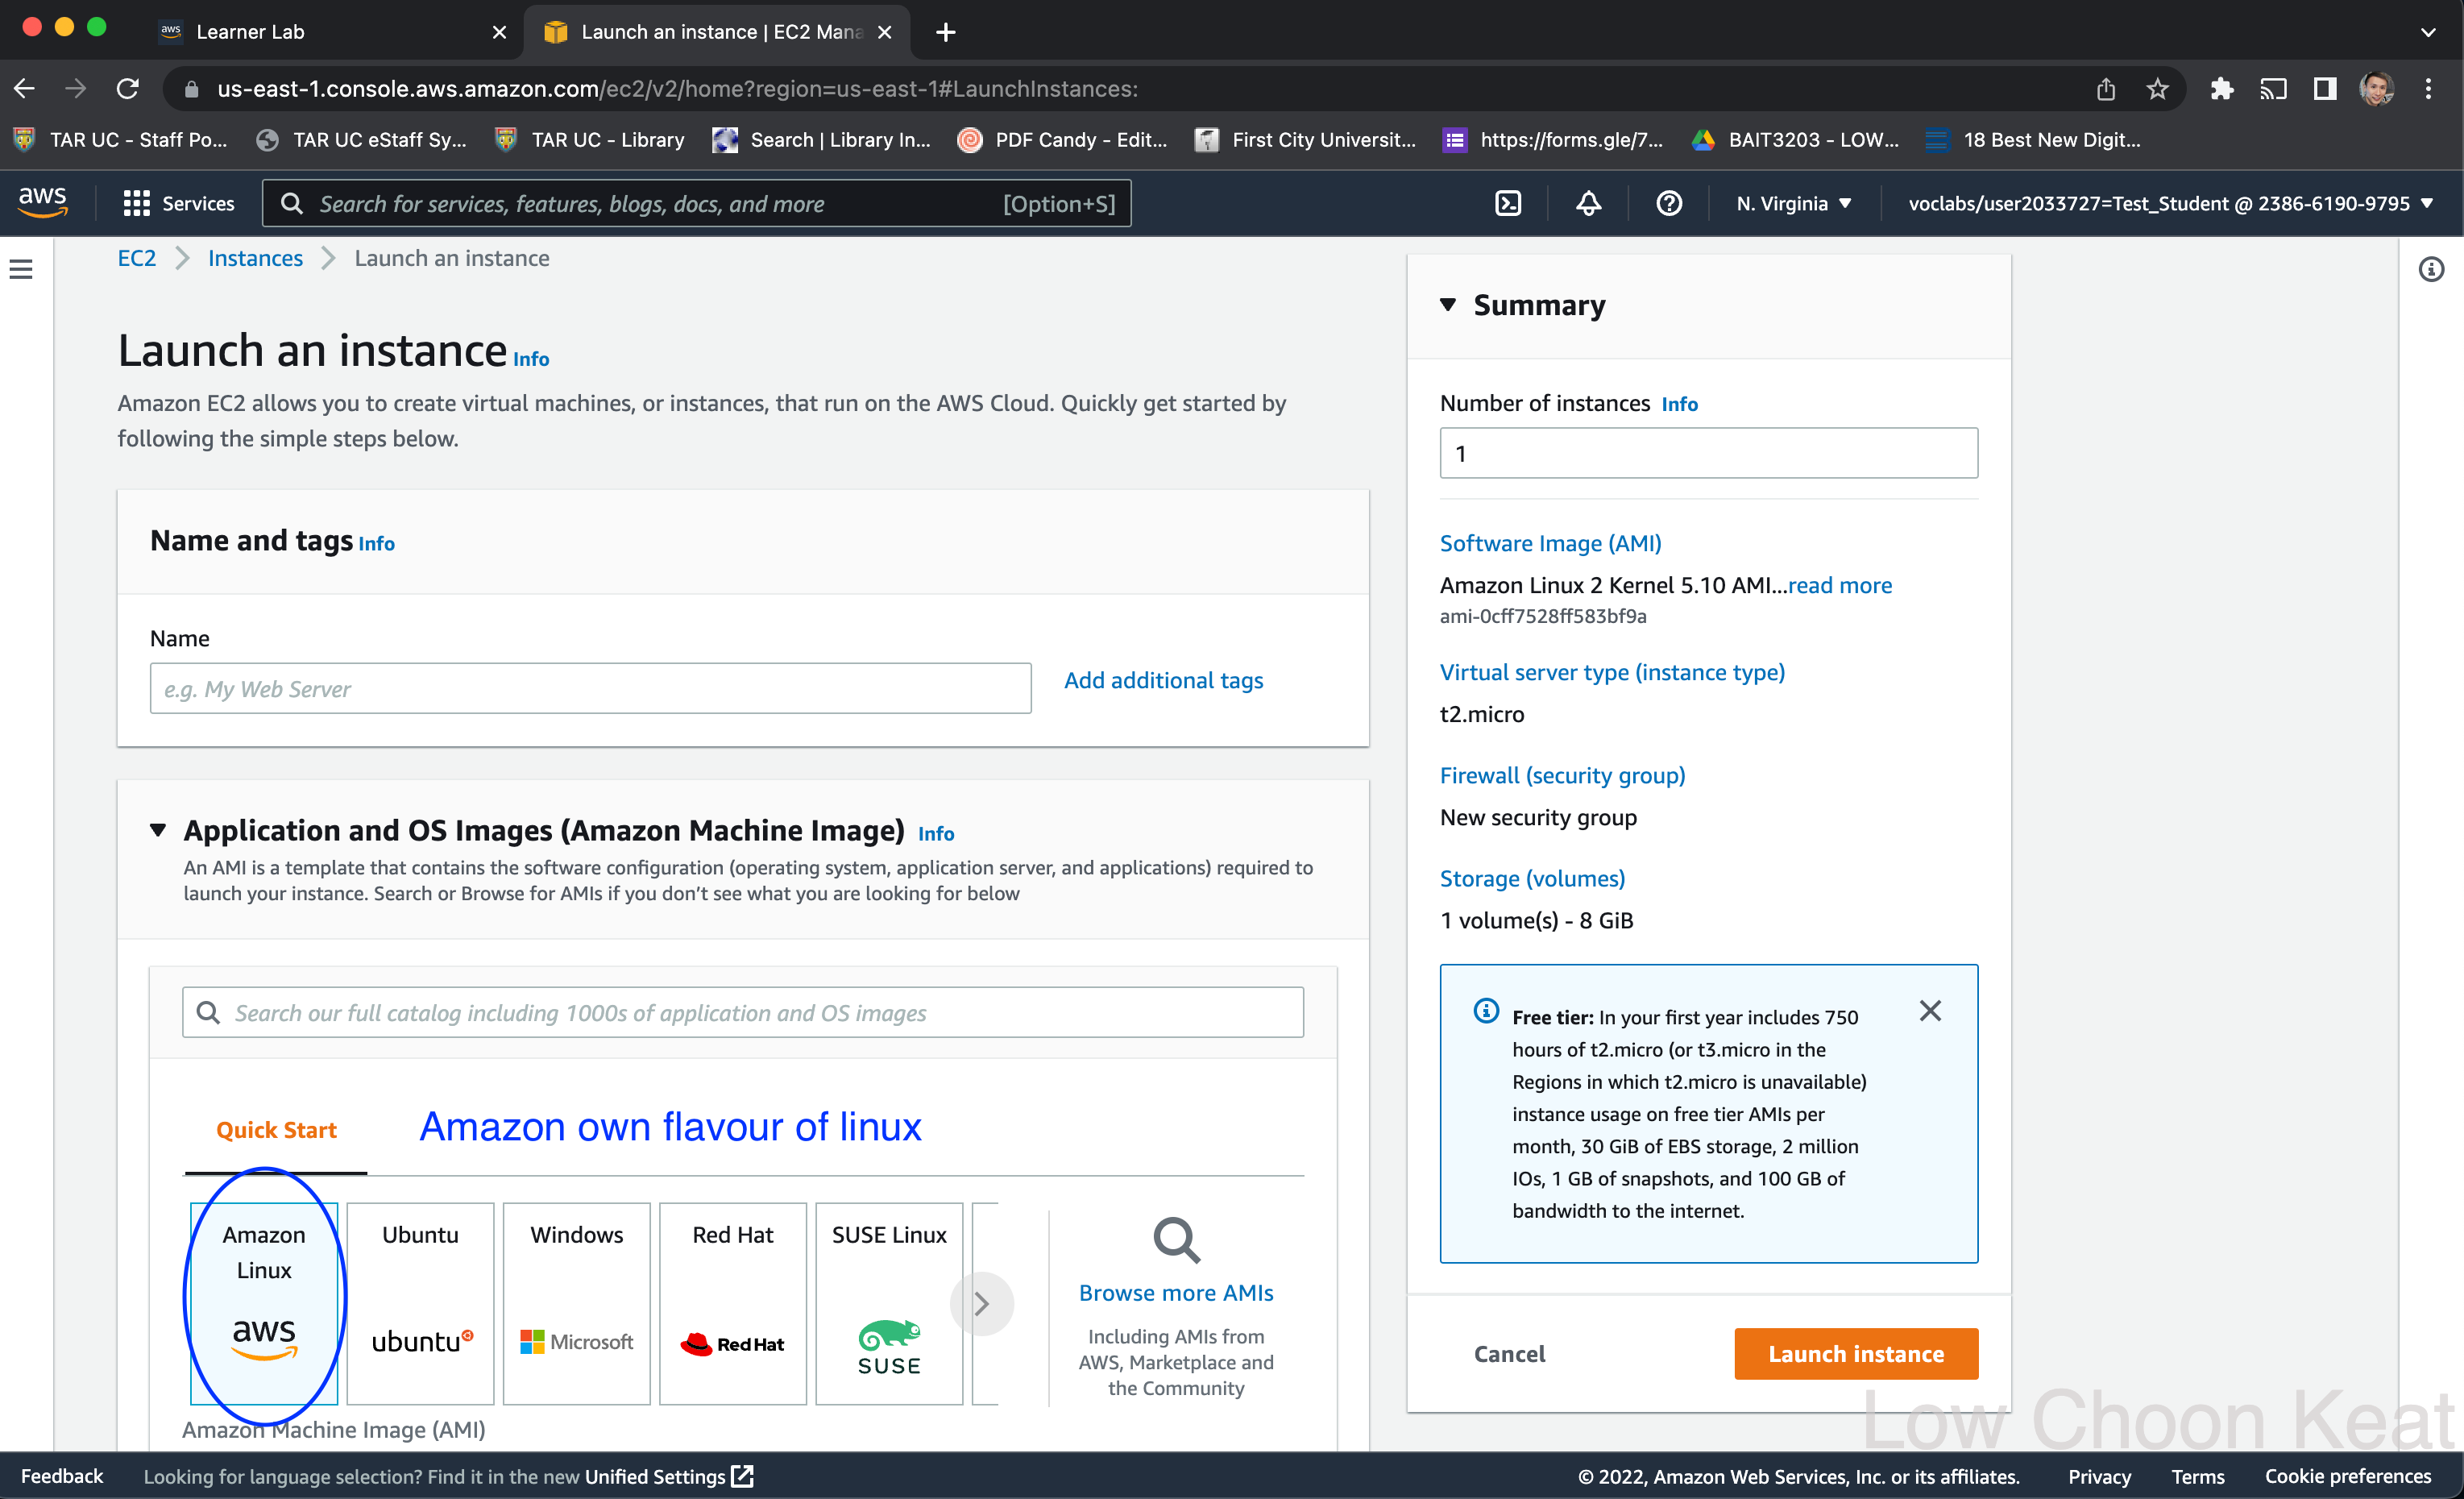 Learner Lab
Launch an instance | EC2 Mana
us-east-1.console.aws.amazon.com/ec2/v2/home?region=us-east-1#LaunchInstances:
TAR UC - Staff Po...
TAR UC eStaff Sy...
TAR UC - Library
Search | Library In...
PDF Candy - Edit...
First City Universit...
https://forms.gle/7...
BAIT3203 - LOW...
18 Best New Digit...
aws
Services
Search for services, features, blogs, docs, and more
[Option+S]
N. Virginia
voclabs/user2033727=Test_Student @ 2386-6190-9795
EC2
Instances
Launch an instance
Launch an instance Info
Amazon EC2 allows you to create virtual machines, or instances, that run on the AWS Cloud. Quickly get started by
following the simple steps below.
Name and tags Info
Name
e.g. My Web Server
Add additional tags
Application and OS Images (Amazon Machine Image) Info
An AMI is a template that contains the software configuration (operating system, application server, and applications) required to
launch your instance. Search or Browse for AMIs if you don’t see what you are looking for below
Search our full catalog including 1000s of application and OS images
Quick Start
Amazon own flavour of linux
Amazon
Linux
aws
Ubuntu
ubuntu
Windows
Microsoft
Red Hat
Red Hat
SUSE Linux
SUSE
Browse more AMIs
Including AMIs from
AWS, Marketplace and
the Community
Amazon Machine Image (AMI)
Summary
Number of instances Info
1
Software Image (AMI)
Amazon Linux 2 Kernel 5.10 AMI...read more
ami-0cff7528ff583bf9a
Virtual server type (instance type)
t2.micro
Firewall (security group)
New security group
Storage (volumes)
1 volume(s) - 8 GiB
Free tier: In your first year includes 750
hours of t2.micro (or t3.micro in the
Regions in which t2.micro is unavailable)
instance usage on free tier AMIs per
month, 30 GiB of EBS storage, 2 million
IOs, 1 GB of snapshots, and 100 GB of
bandwidth to the internet.
Cancel
Launch instance
Low Choon Keat
Feedback
Looking for language selection? Find it in the new Unified Settings
© 2022, Amazon Web Services, Inc. or its affiliates.
Privacy
Terms
Cookie preferences